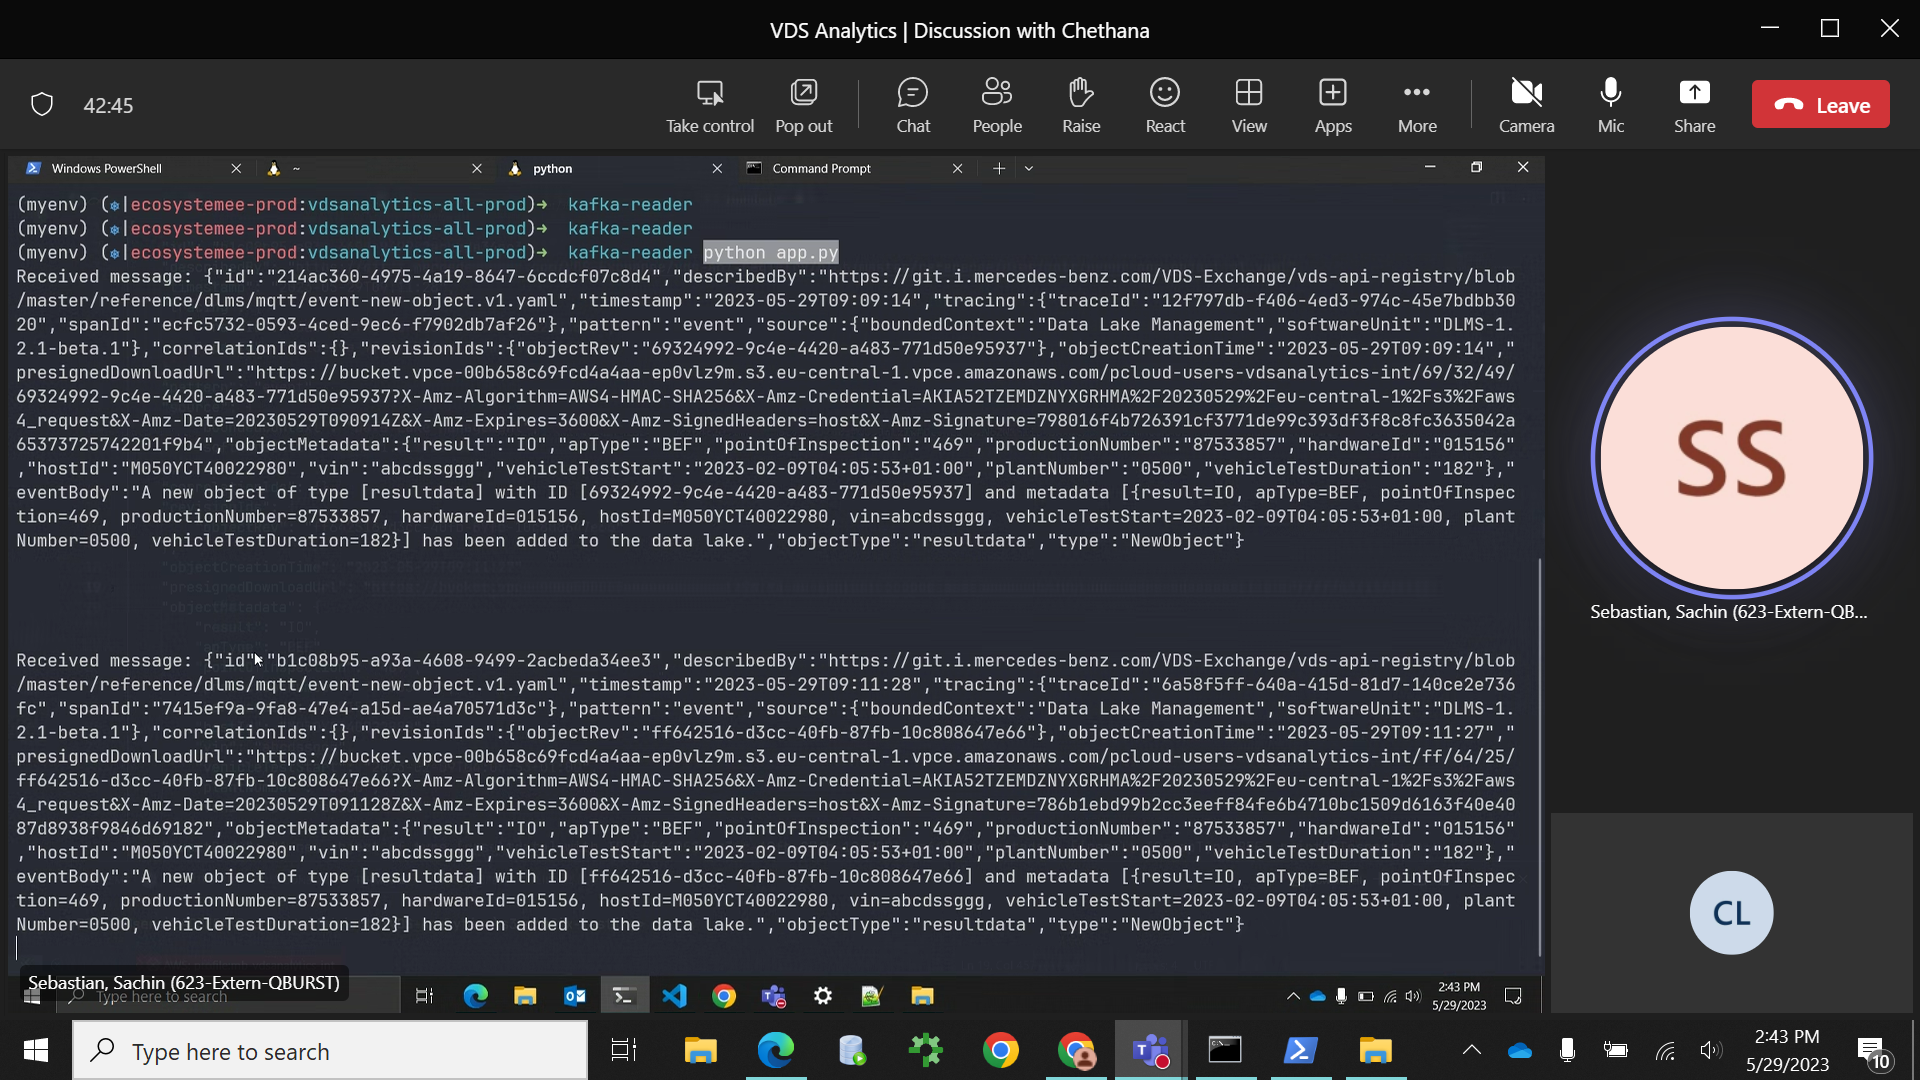 VDS Analytics | Discussion with Chethana
42:45
Take control
Pop out
Chat
People
Raise
React
View
Apps
More
Camera
Mic
Share
Leave
Windows PowerShell
~
python
Command Prompt
(myenv) (⎈|ecosystemee-prod:vdsanalytics-all-prod)➜  kafka-reader
(myenv) (⎈|ecosystemee-prod:vdsanalytics-all-prod)➜  kafka-reader
(myenv) (⎈|ecosystemee-prod:vdsanalytics-all-prod)➜  kafka-reader python app.py
Received message: {"id":"214ac360-4975-4a19-8647-6ccdcf07c8d4","describedBy":"https://git.i.mercedes-benz.com/VDS-Exchange/vds-api-registry/blob
/master/reference/dlms/mqtt/event-new-object.v1.yaml","timestamp":"2023-05-29T09:09:14","tracing":{"traceId":"12f797db-f406-4ed3-974c-45e7bdbb30
20","spanId":"ecfc5732-0593-4ced-9ec6-f7902db7af26"},"pattern":"event","source":{"boundedContext":"Data Lake Management","softwareUnit":"DLMS-1.
2.1-beta.1"},"correlationIds":{},"revisionIds":{"objectRev":"69324992-9c4e-4420-a483-771d50e95937"},"objectCreationTime":"2023-05-29T09:09:14","
presignedDownloadUrl":"https://bucket.vpce-00b658c69fcd4a4aa-ep0vlz9m.s3.eu-central-1.vpce.amazonaws.com/pcloud-users-vdsanalytics-int/69/32/49/
69324992-9c4e-4420-a483-771d50e95937?X-Amz-Algorithm=AWS4-HMAC-SHA256&X-Amz-Credential=AKIA52TZEMDZNYXGRHMA%2F20230529%2Feu-central-1%2Fs3%2Faws
4_request&X-Amz-Date=20230529T090914Z&X-Amz-Expires=3600&X-Amz-SignedHeaders=host&X-Amz-Signature=798016f4b726391cf3771de99c393df3f8c8fc3635042a
65373725742201f9b4","objectMetadata":{"result":"IO","apType":"BEF","pointOfInspection":"469","productionNumber":"87533857","hardwareId":"015156"
,"hostId":"M050YCT40022980","vin":"abcdssggg","vehicleTestStart":"2023-02-09T04:05:53+01:00","plantNumber":"0500","vehicleTestDuration":"182"},"
eventBody":"A new object of type [resultdata] with ID [69324992-9c4e-4420-a483-771d50e95937] and metadata [{result=IO, apType=BEF, pointOfInspec
tion=469, productionNumber=87533857, hardwareId=015156, hostId=M050YCT40022980, vin=abcdssggg, vehicleTestStart=2023-02-09T04:05:53+01:00, plant
Number=0500, vehicleTestDuration=182}] has been added to the data lake.","objectType":"resultdata","type":"NewObject"}
Received message: {"id":"b1c08b95-a93a-4608-9499-2acbeda34ee3","describedBy":"https://git.i.mercedes-benz.com/VDS-Exchange/vds-api-registry/blob
/master/reference/dlms/mqtt/event-new-object.v1.yaml","timestamp":"2023-05-29T09:11:28","tracing":{"traceId":"6a58f5ff-640a-415d-81d7-140ce2e736
fc","spanId":"7415ef9a-9fa8-47e4-a15d-ae4a70571d3c"},"pattern":"event","source":{"boundedContext":"Data Lake Management","softwareUnit":"DLMS-1.
2.1-beta.1"},"correlationIds":{},"revisionIds":{"objectRev":"ff642516-d3cc-40fb-87fb-10c808647e66"},"objectCreationTime":"2023-05-29T09:11:27","
presignedDownloadUrl":"https://bucket.vpce-00b658c69fcd4a4aa-ep0vlz9m.s3.eu-central-1.vpce.amazonaws.com/pcloud-users-vdsanalytics-int/ff/64/25/
ff642516-d3cc-40fb-87fb-10c808647e66?X-Amz-Algorithm=AWS4-HMAC-SHA256&X-Amz-Credential=AKIA52TZEMDZNYXGRHMA%2F20230529%2Feu-central-1%2Fs3%2Faws
4_request&X-Amz-Date=20230529T091128Z&X-Amz-Expires=3600&X-Amz-SignedHeaders=host&X-Amz-Signature=786b1ebd99b2cc3eeff84fe6b4710bc1509d6163f40e40
87d8938f9846d69182","objectMetadata":{"result":"IO","apType":"BEF","pointOfInspection":"469","productionNumber":"87533857","hardwareId":"015156"
,"hostId":"M050YCT40022980","vin":"abcdssggg","vehicleTestStart":"2023-02-09T04:05:53+01:00","plantNumber":"0500","vehicleTestDuration":"182"},"
eventBody":"A new object of type [resultdata] with ID [ff642516-d3cc-40fb-87fb-10c808647e66] and metadata [{result=IO, apType=BEF, pointOfInspec
tion=469, productionNumber=87533857, hardwareId=015156, hostId=M050YCT40022980, vin=abcdssggg, vehicleTestStart=2023-02-09T04:05:53+01:00, plant
Number=0500, vehicleTestDuration=182}] has been added to the data lake.","objectType":"resultdata","type":"NewObject"}
SS
Sebastian, Sachin (623-Extern-QB...
CL
Sebastian, Sachin (623-Extern-QBURST)
Type here to search
2:43 PM
5/29/2023
Type here to search
2:43 PM
5/29/2023
10